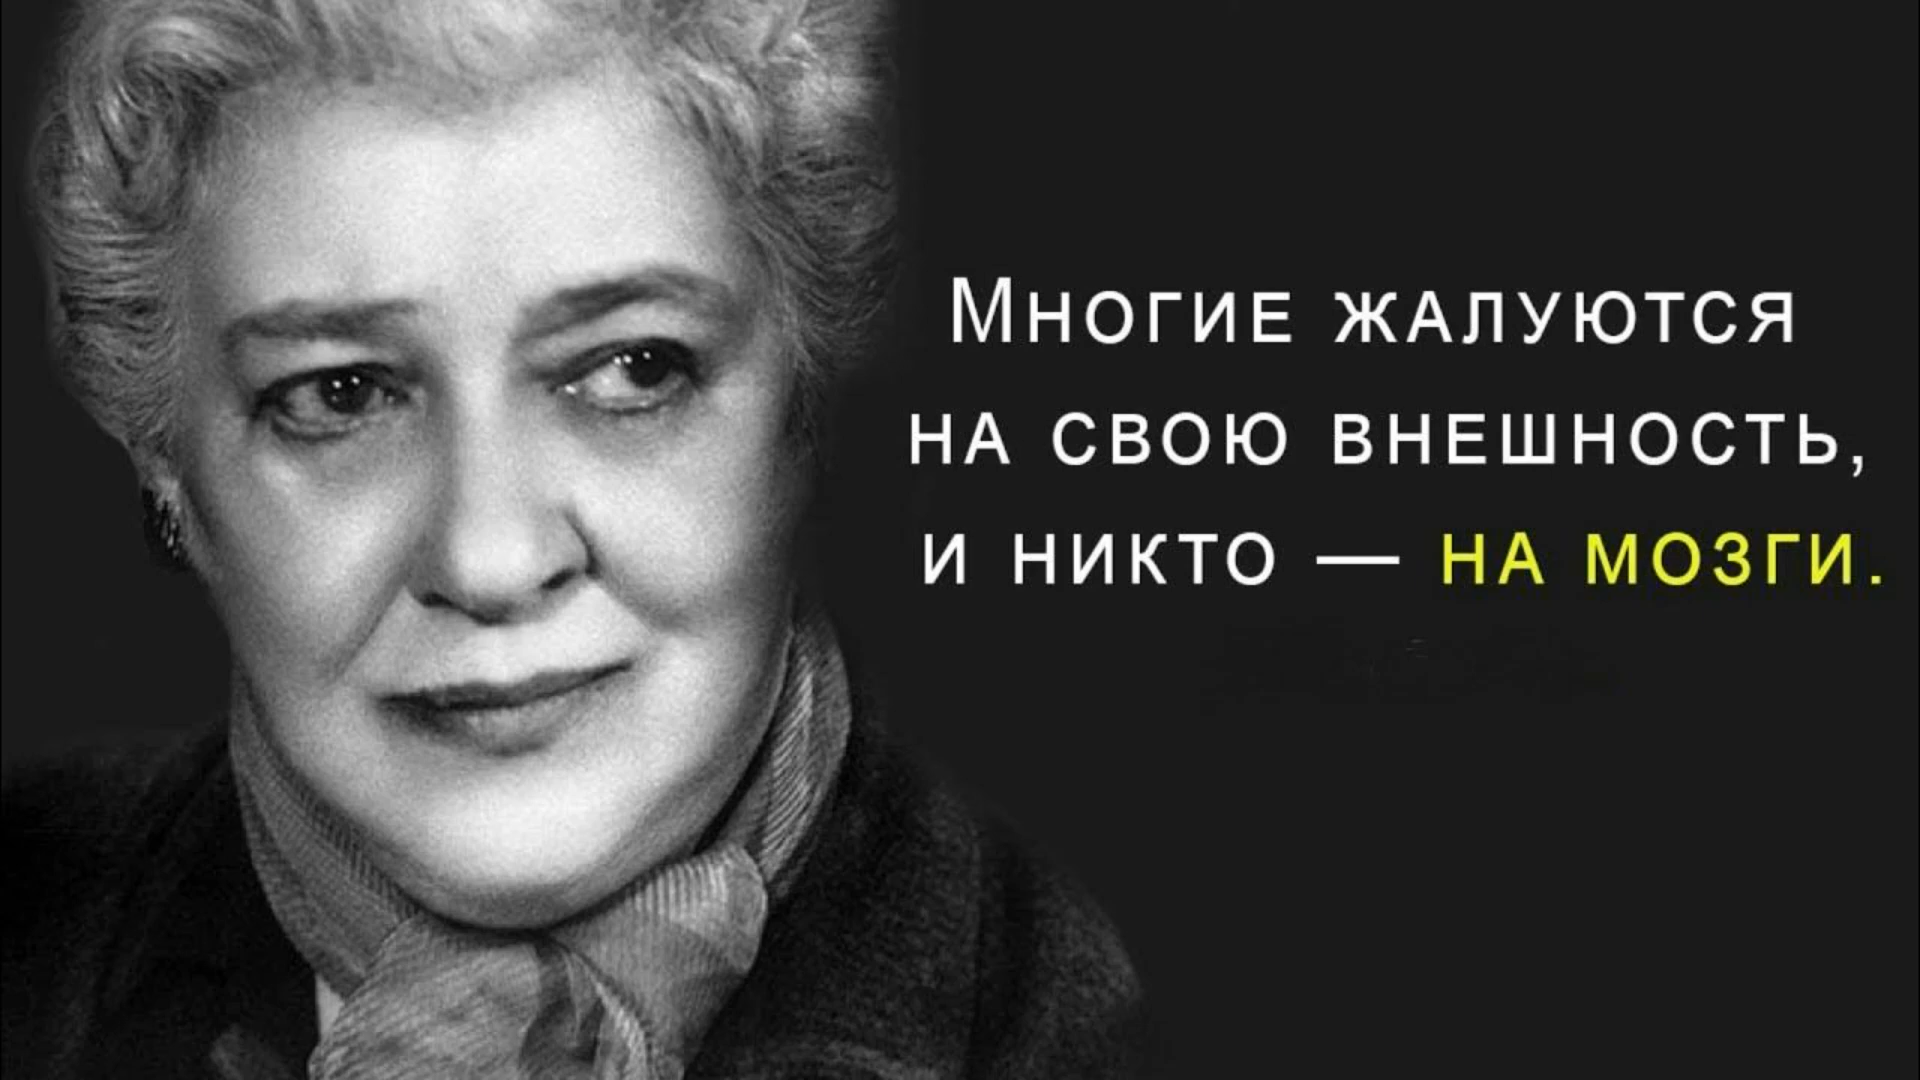 Многие жалуются
на свою внешность,
и никто — на мозги.